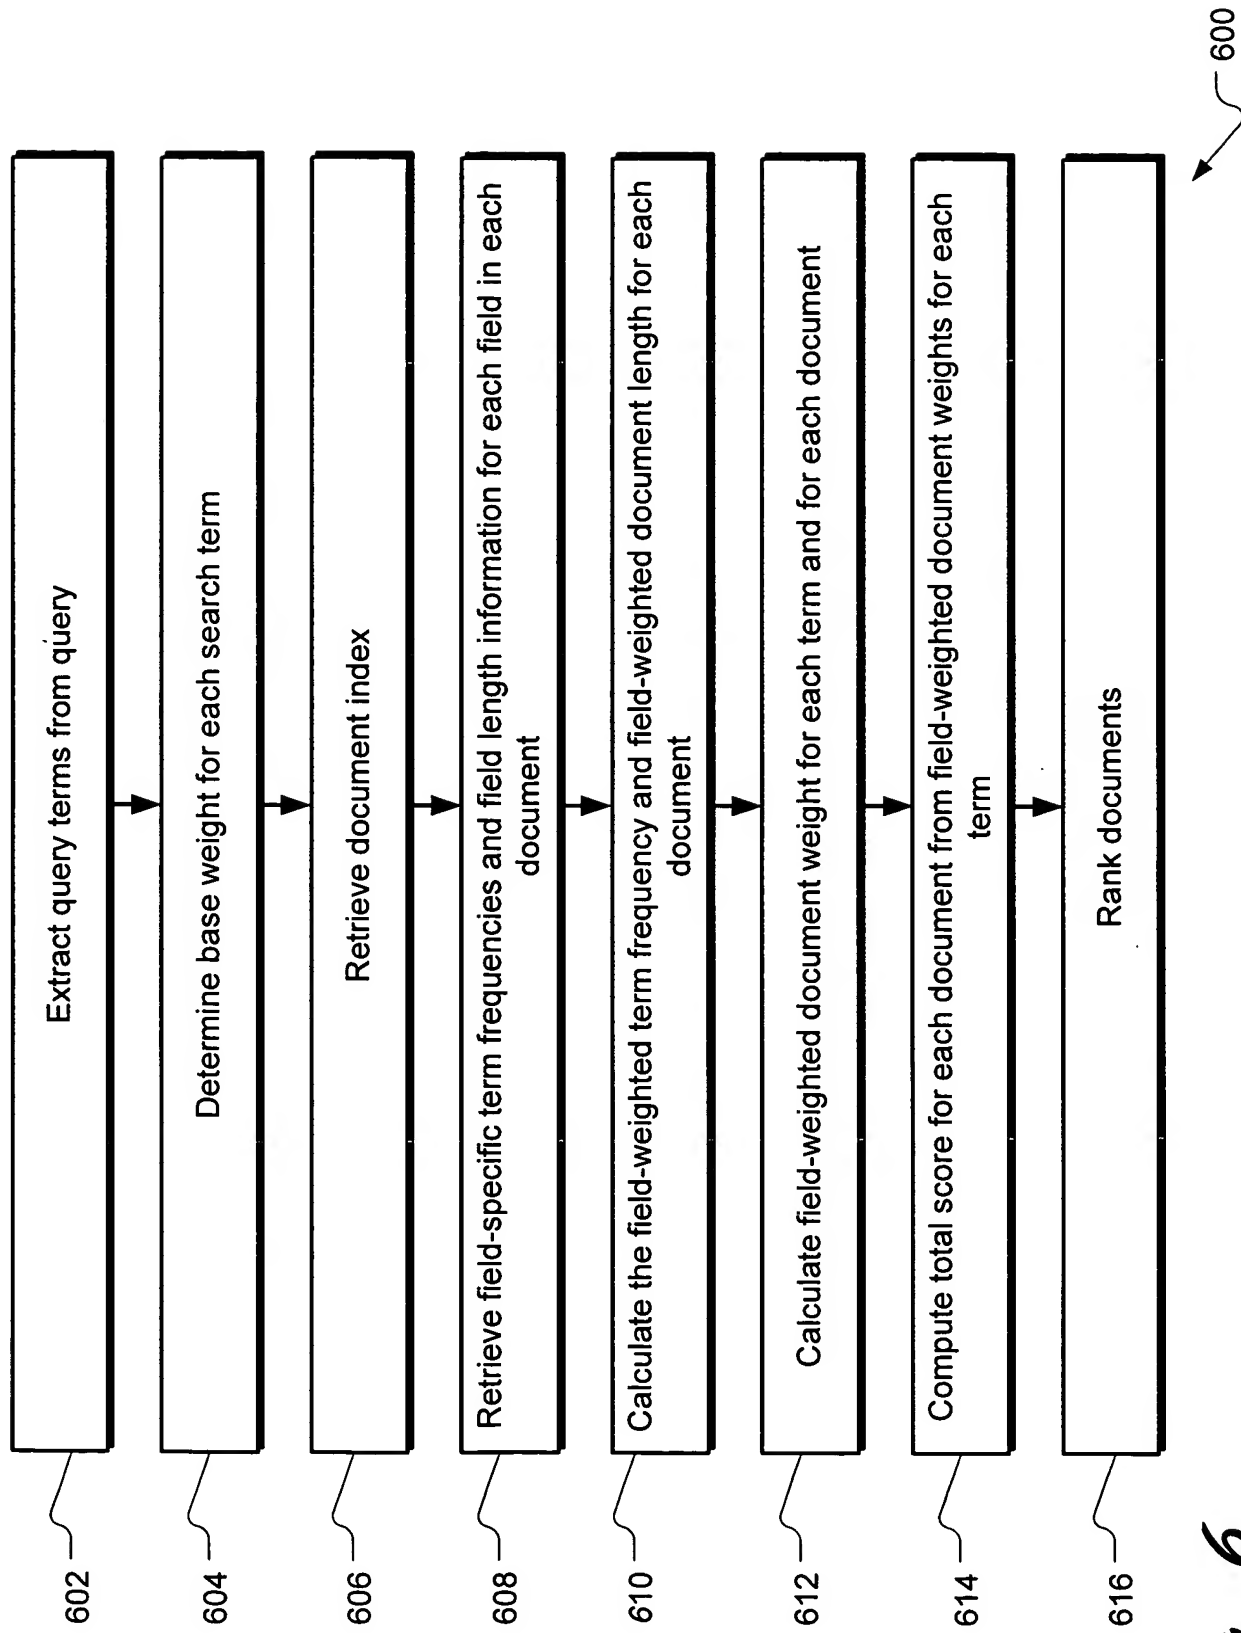 602
Extract query terms from query
604
Determine base weight for each search term
606
Retrieve document index
608
Retrieve field-specific term frequencies and field length information for each field in each
document
610
Calculate the field-weighted term frequency and field-weighted document length for each
document
612
Calculate field-weighted document weight for each term and for each document
614
Compute total score for each document from field-weighted document weights for each
term
616
Rank documents
600
6